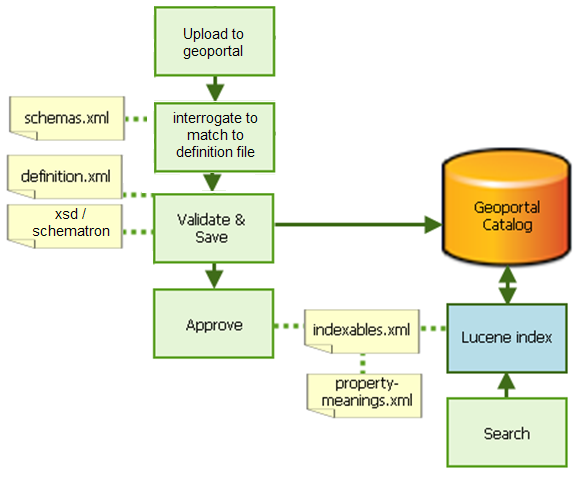 Upload to
geoportal
schemas.xml
interrogate to
match to
definition file
definition.xml
xsd /
schematron
Validate &
Save
Geoportal
Catalog
Approve
indexables.xml
Lucene index
property-
meanings.xml
Search